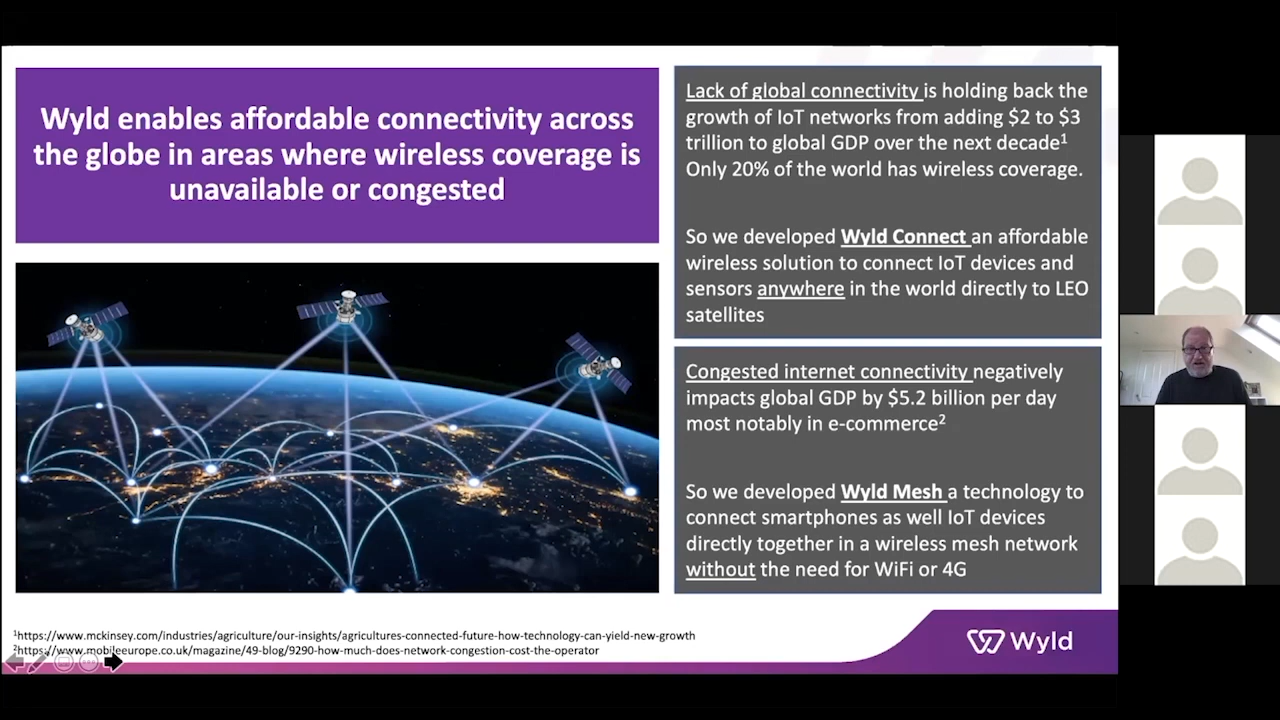 Wyld enables affordable connectivity across
the globe in areas where wireless coverage is
unavailable or congested
Lack of global connectivity is holding back the
growth of IoT networks from adding $2 to $3
trillion to global GDP over the next decade¹
Only 20% of the world has wireless coverage.
So we developed Wyld Connect an affordable
wireless solution to connect IoT devices and
sensors anywhere in the world directly to LEO
satellites
Congested internet connectivity negatively
impacts global GDP by $5.2 billion per day
most notably in e-commerce²
So we developed Wyld Mesh a technology to
connect smartphones as well IoT devices
directly together in a wireless mesh network
without the need for WiFi or 4G
¹https://www.mckinsey.com/industries/agriculture/our-insights/agricultures-connected-future-how-technology-can-yield-new-growth
²https://www.mobileeurope.co.uk/magazine/49-blog/9290-how-much-does-network-congestion-cost-the-operator
Wyld